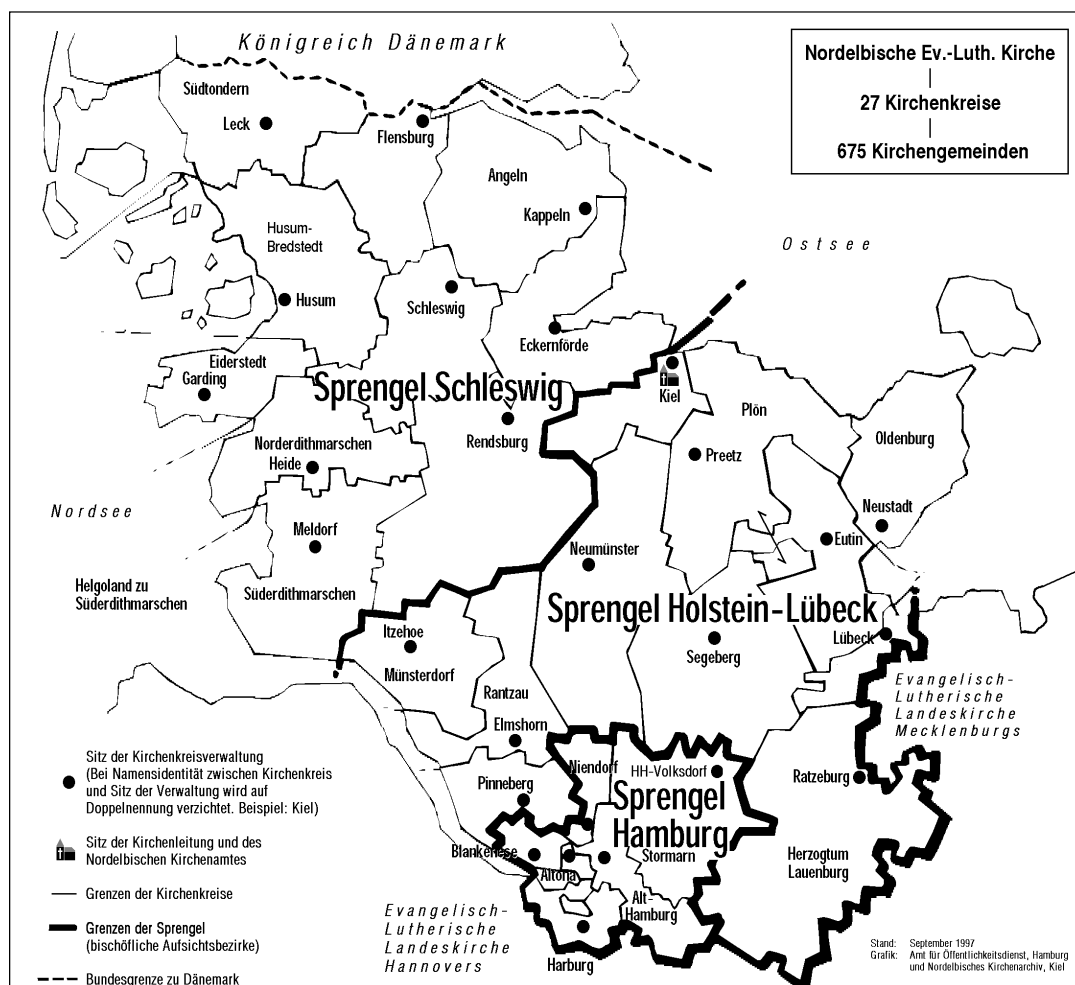 Königreich Dänemark
Nordelbische Ev.-Luth. Kirche
27 Kirchenkreise
675 Kirchengemeinden
Südtondern
Leck
Flensburg
Angeln
Kappeln
Husum-
Bredstedt
Ostsee
Husum
Schleswig
Eckernförde
Eiderstedt
Garding
Sprengel Schleswig
Kiel
Plön
Rendsburg
Oldenburg
Norderdithmarschen
Heide
Preetz
Nordsee
Neustadt
Meldorf
Eutin
Neumünster
Helgoland zu
Süderdithmarschen
Süderdithmarschen
Sprengel Holstein-Lübeck
Itzehoe
Lübeck
Segeberg
Münsterdorf
Evangelisch-
Lutherische
Landeskirche
Mecklenburgs
Rantzau
Elmshorn
Sitz der Kirchenkreisverwaltung
(Bei Namensidentität zwischen Kirchenkreis
und Sitz der Verwaltung wird auf
Doppelnennung verzichtet. Beispiel: Kiel)
Niendorf
HH-Volksdorf
Ratzeburg
Pinneberg
Sprengel
Hamburg
Sitz der Kirchenleitung und des
Nordelbischen Kirchenamtes
Blankenese
Altona
Stormarn
Herzogtum
Lauenburg
Grenzen der Kirchenkreise
Alt-
Hamburg
Evangelisch-
Lutherische
Landeskirche
Hannovers
Grenzen der Sprengel
(bischöfliche Aufsichtsbezirke)
Harburg
Stand: September 1997
Grafik: Amt für Öffentlichkeitsdienst, Hamburg
und Nordelbisches Kirchenarchiv, Kiel
Bundesgrenze zu Dänemark